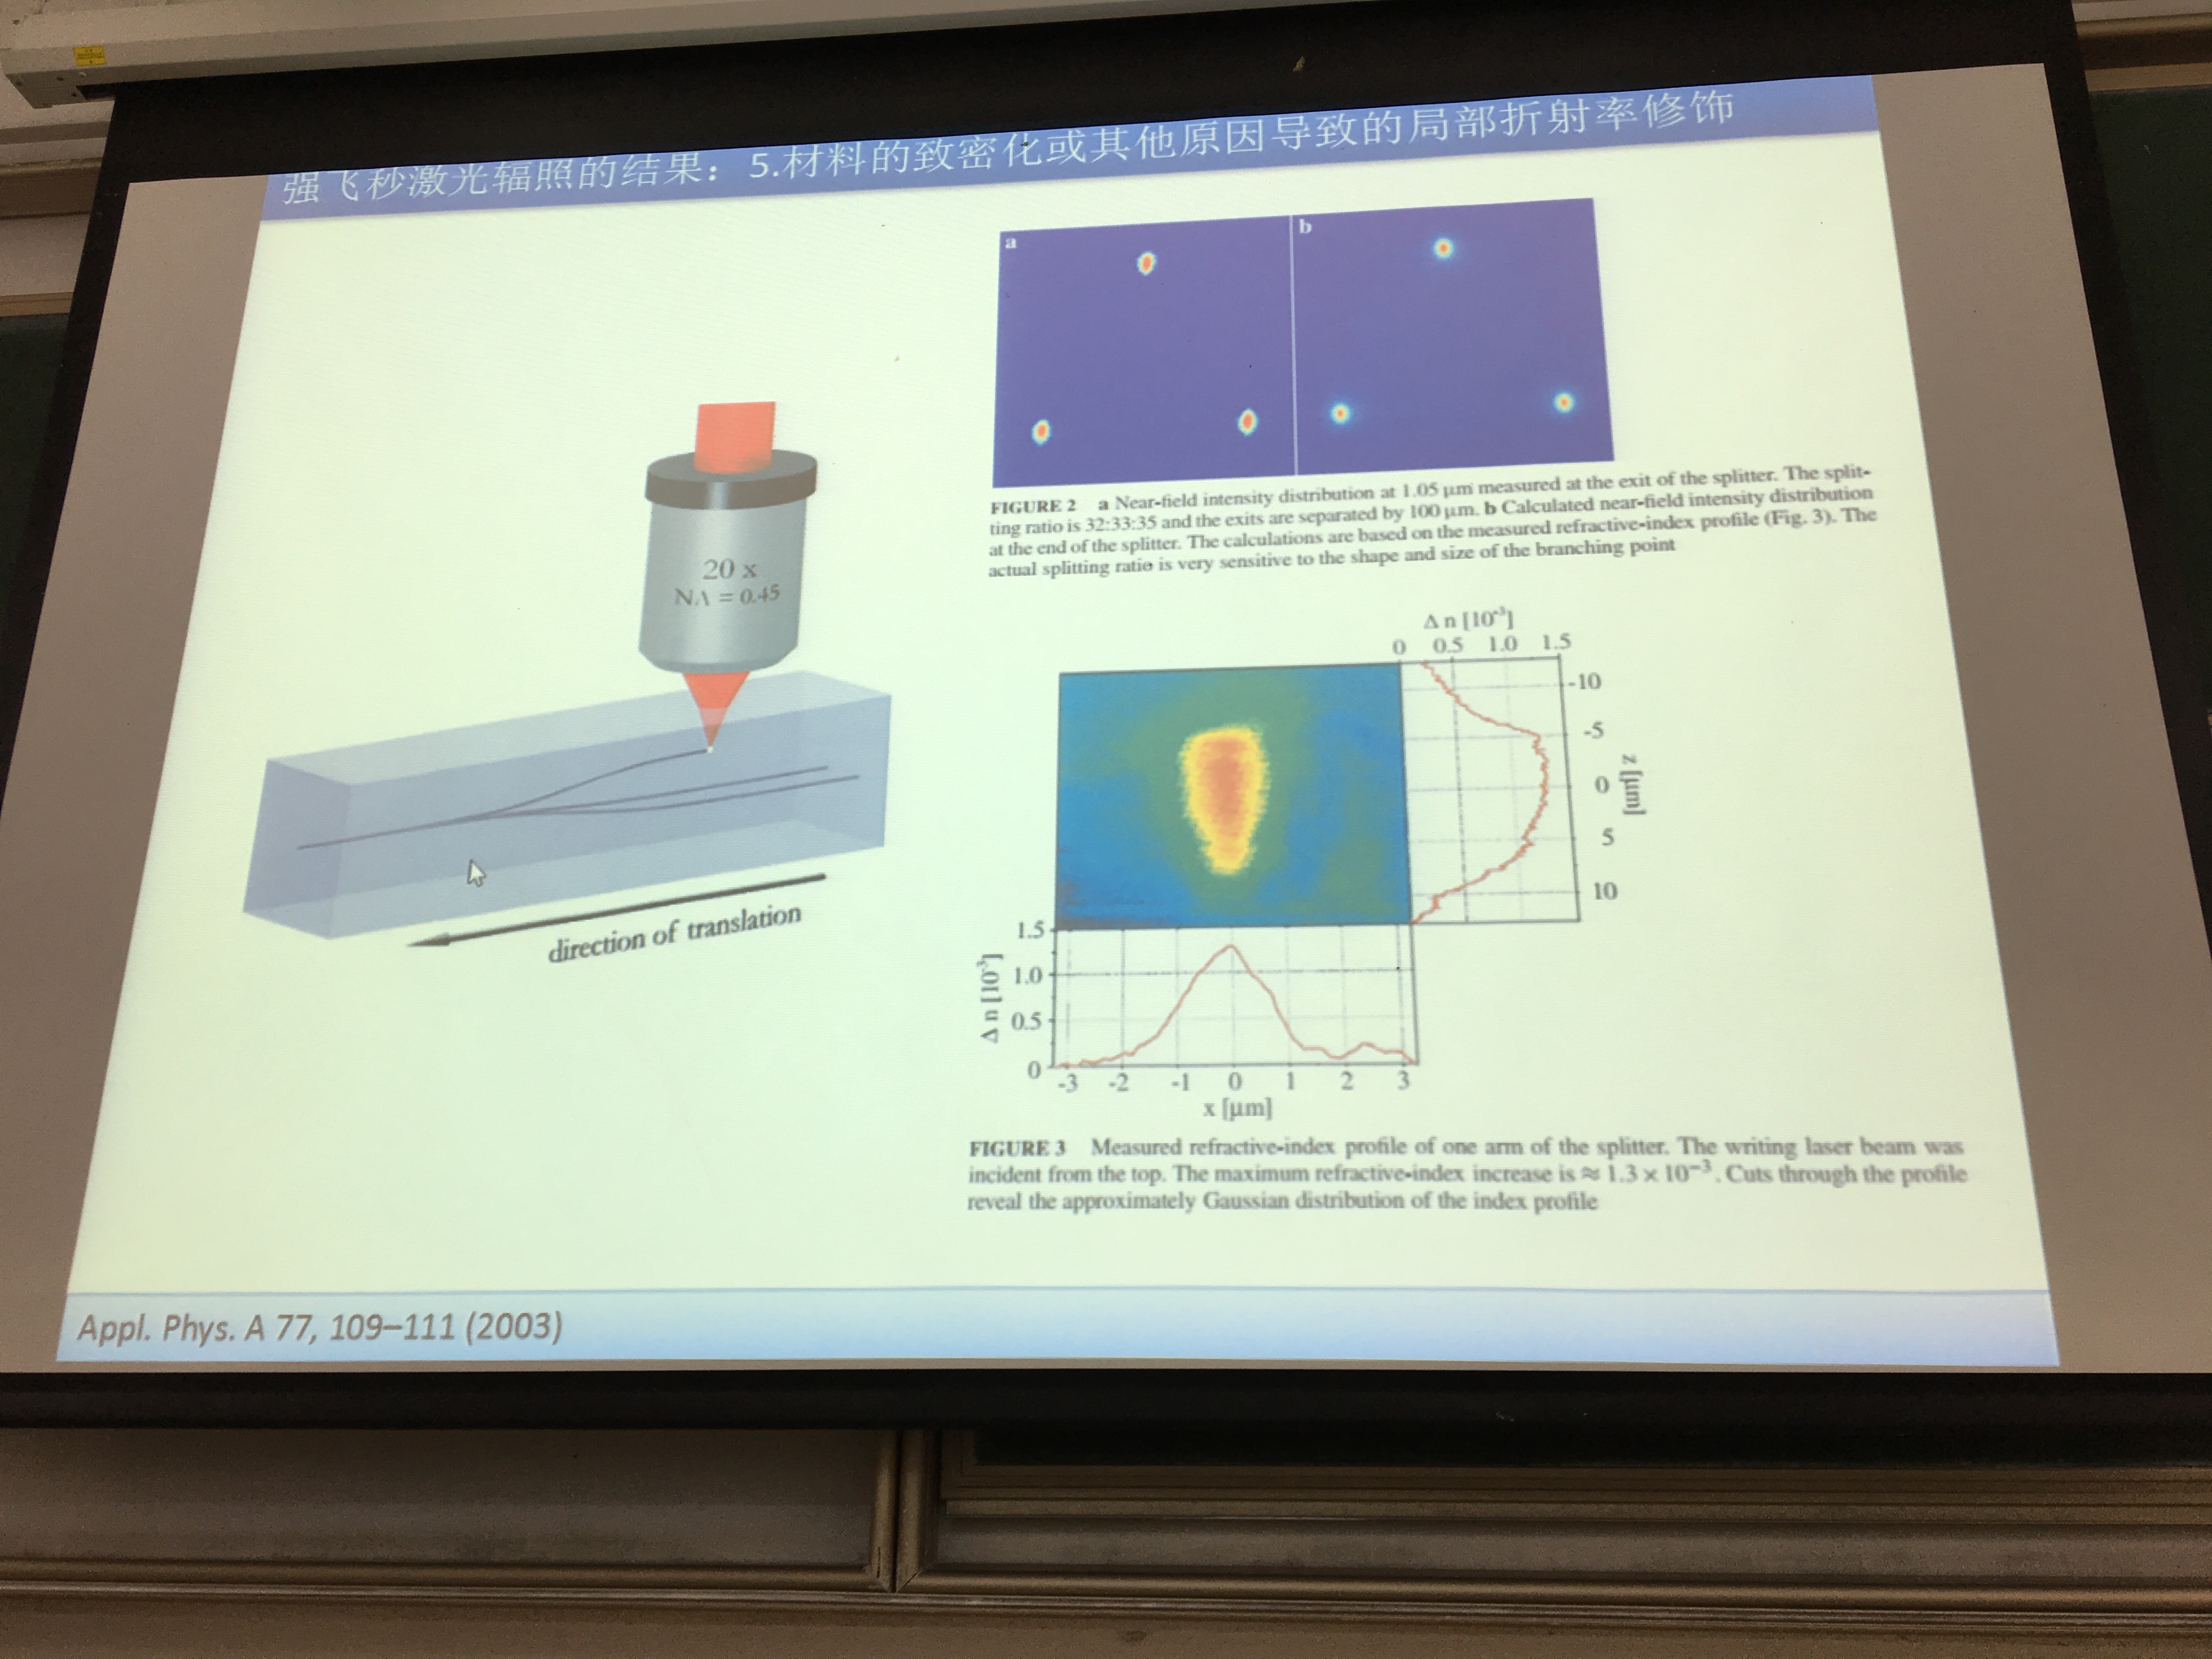 强飞秒激光辐照的结果：5.材料的致密化或其他原因导致的局部折射率修饰
a
b
FIGURE 2 a Near-field intensity distribution at 1.05 μm measured at the exit of the splitter. The split-
ting ratio is 32:33:35 and the exits are separated by 100 μm. b Calculated near-field intensity distribution
at the end of the splitter. The calculations are based on the measured refractive-index profile (Fig. 3). The
actual splitting ratio is very sensitive to the shape and size of the branching point
20 x
NA = 0.45
direction of translation
Δ n [10⁻³]
0 0.5 1.0 1.5
-10
-5
0
5
10
z [μm]
1.5
1.0
0.5
0
Δ n [10⁻³]
-3 -2 -1 0 1 2 3
x [μm]
FIGURE 3 Measured refractive-index profile of one arm of the splitter. The writing laser beam was
incident from the top. The maximum refractive-index increase is ≈ 1.3 × 10⁻³. Cuts through the profile
reveal the approximately Gaussian distribution of the index profile
Appl. Phys. A 77, 109–111 (2003)